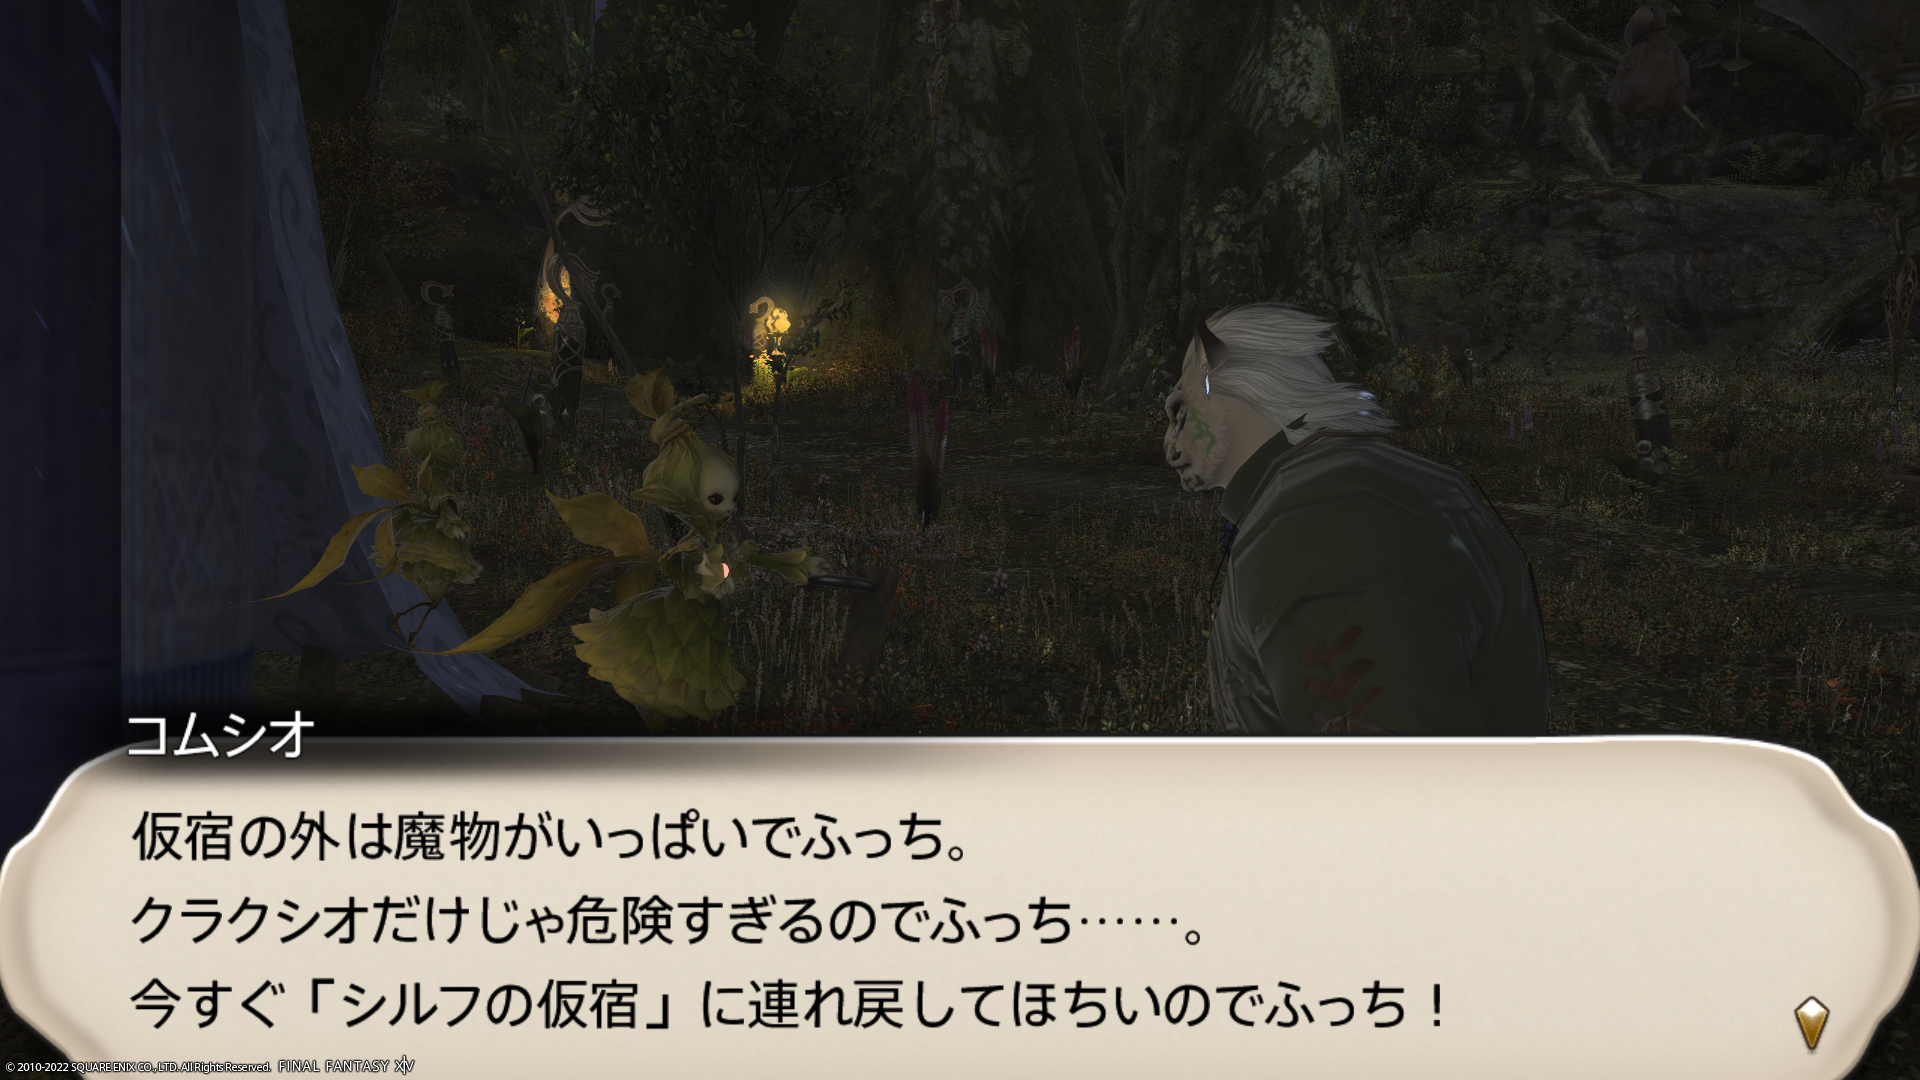 コムシオ
仮宿の外は魔物がいっぱいでふっち。
クラクシオだけじゃ危険すぎるのでふっち……。
今すぐ「シルフの仮宿」に連れ戻してほちいのでふっち！
© 2010-2022 SQUARE ENIX CO., LTD. All Rights Reserved. FINAL FANTASY XIV